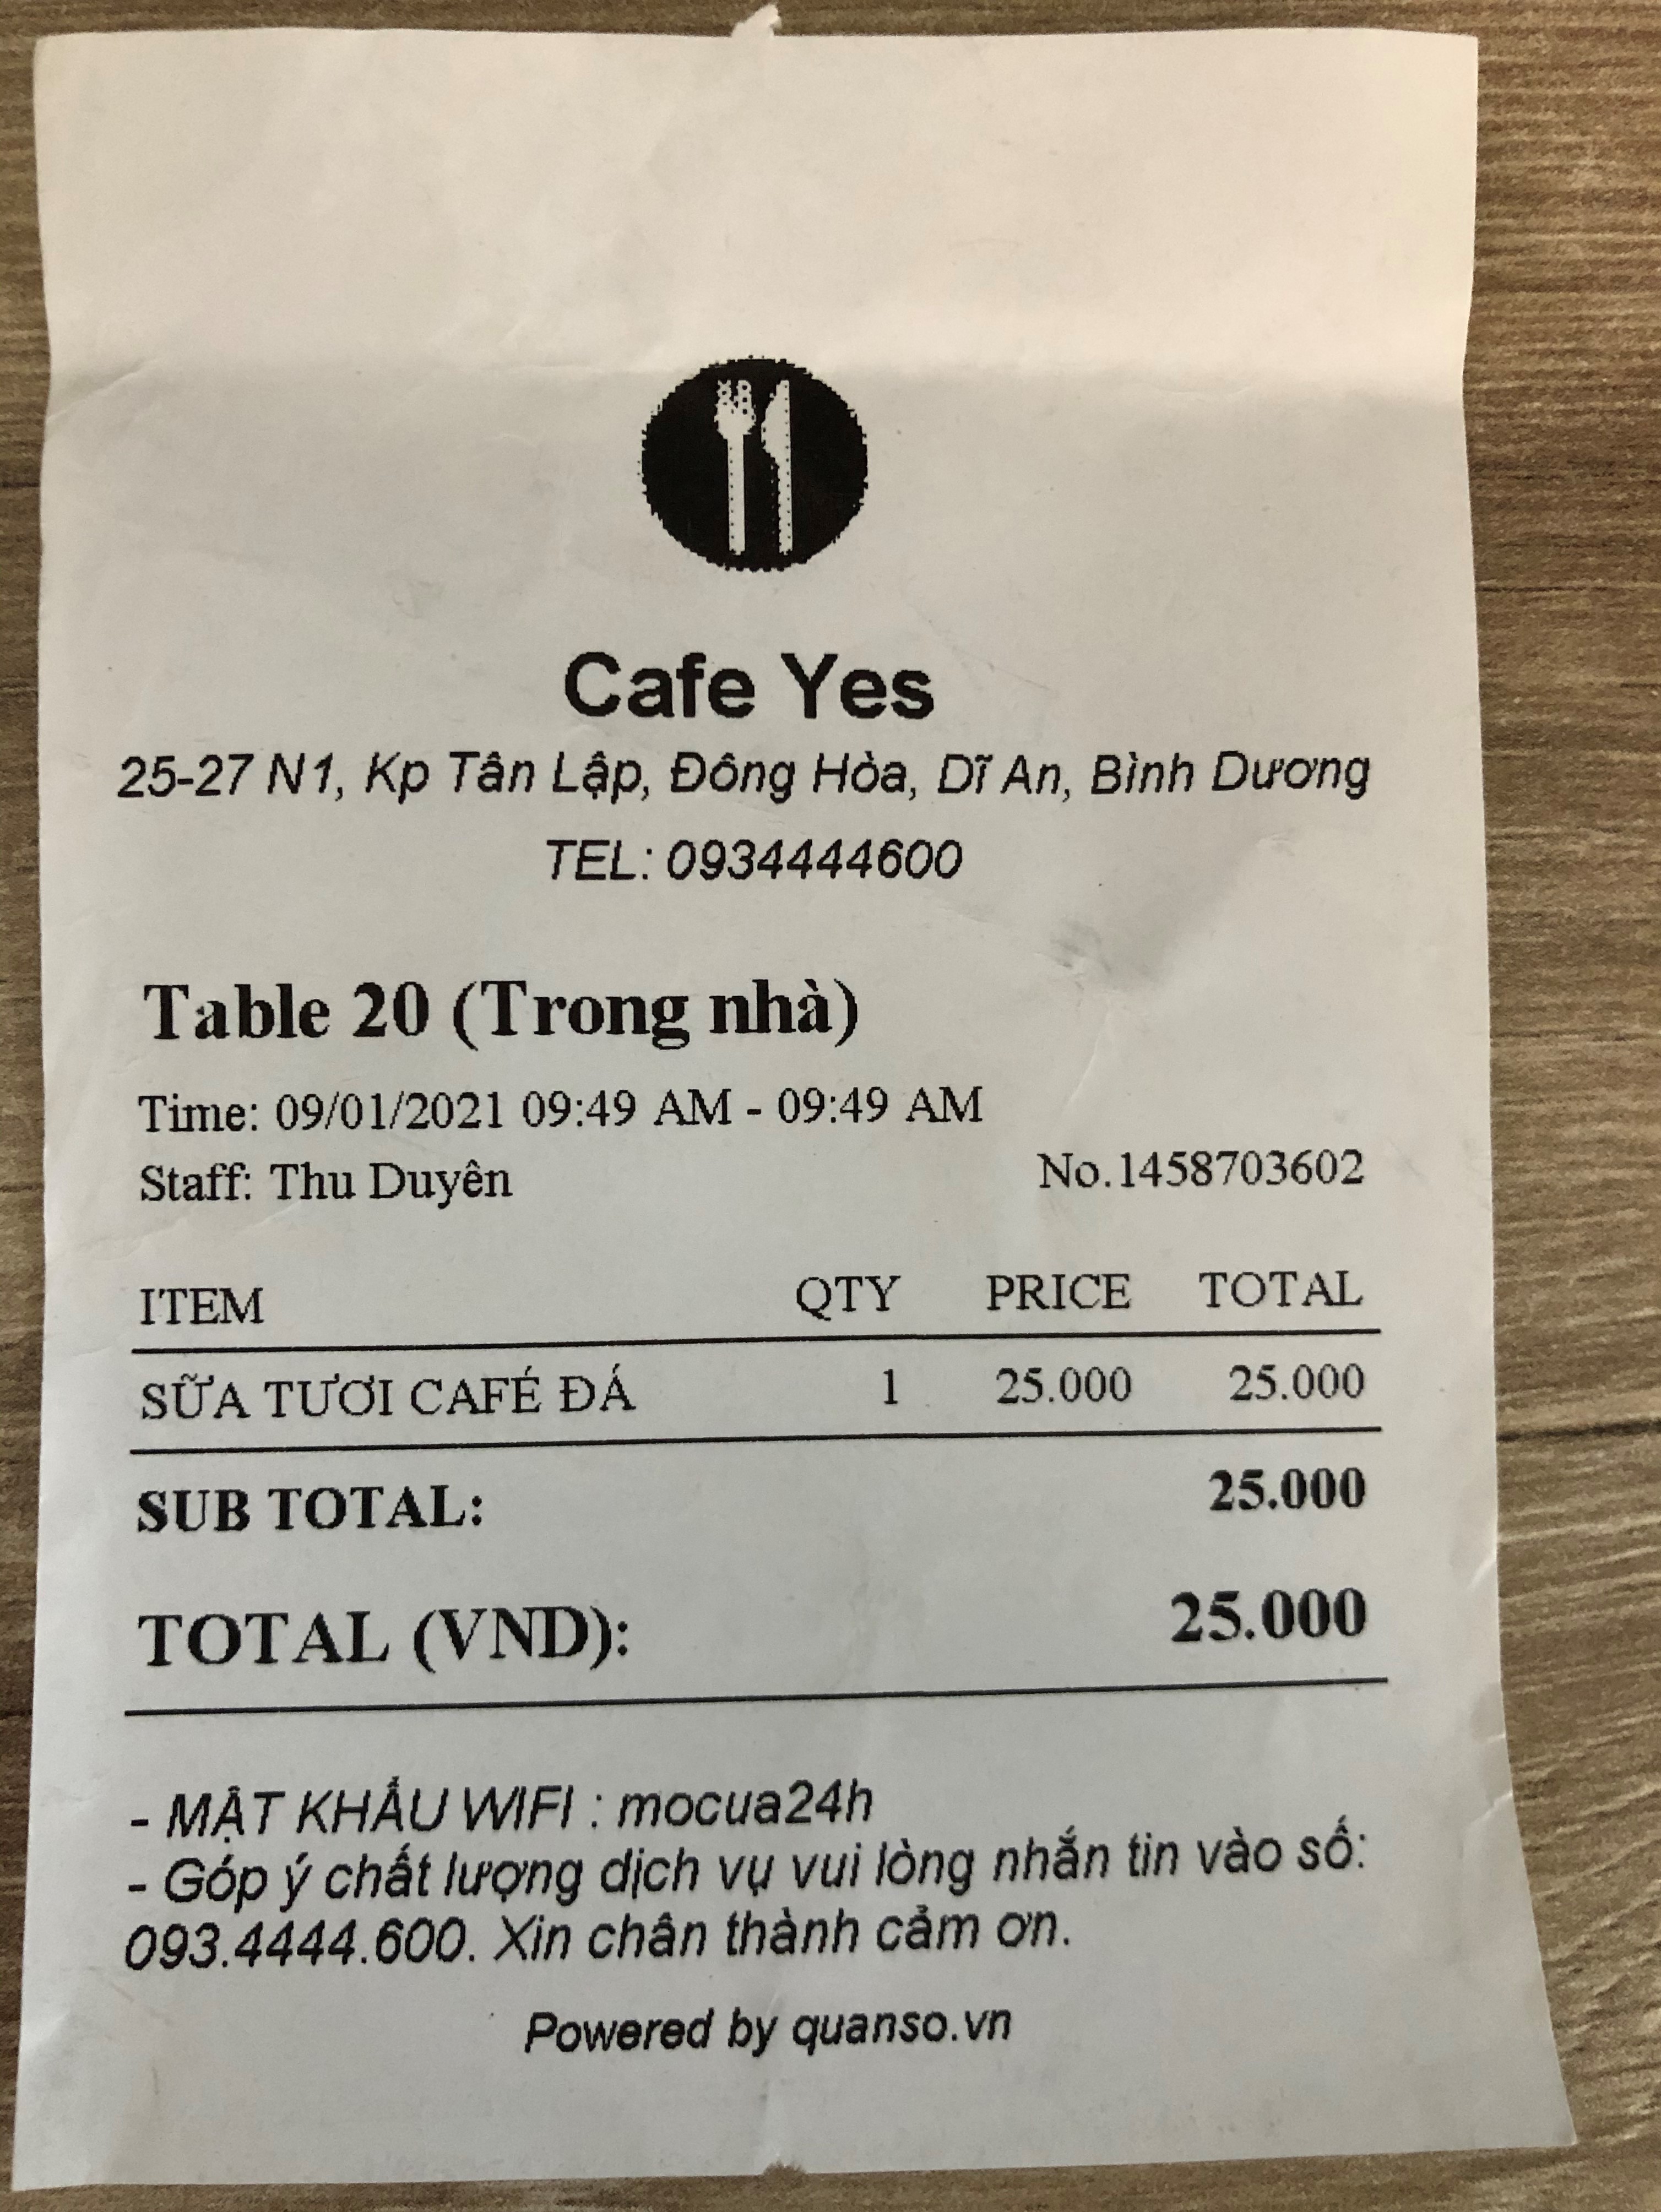 Cafe Yes
25-27 N1, Kp Tân Lập, Đông Hòa, Dĩ An, Bình Dương
TEL: 0934444600
Table 20 (Trong nhà)
Time: 09/01/2021 09:49 AM - 09:49 AM
Staff: Thu Duyên No.1458703602
ITEM QTY PRICE TOTAL
SỮA TƯƠI CAFÉ ĐÁ 1 25.000 25.000
SUB TOTAL: 25.000
TOTAL (VND): 25.000
- MẬT KHẨU WIFI : mocua24h
- Góp ý chất lượng dịch vụ vui lòng nhắn tin vào số:
093.4444.600. Xin chân thành cảm ơn.
Powered by quanso.vn